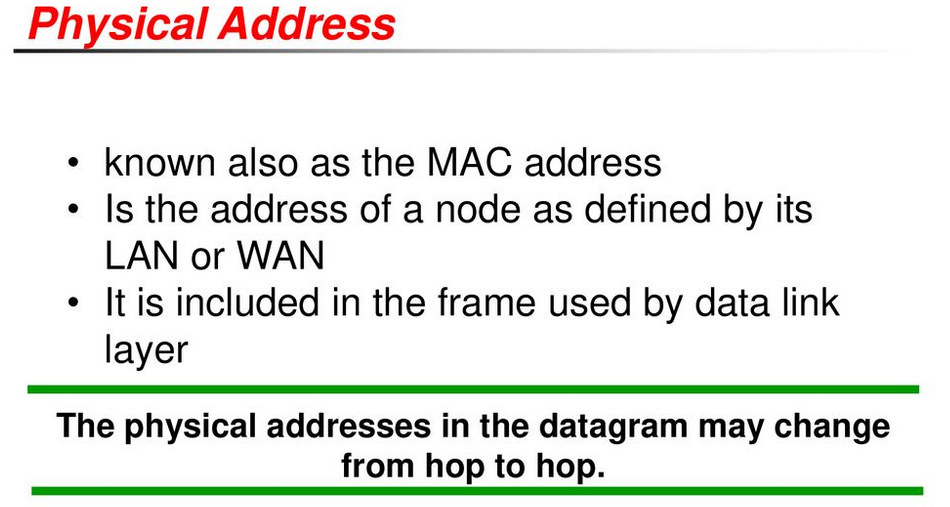 Physical Address
• known also as the MAC address
• Is the address of a node as defined by its
LAN or WAN
• It is included in the frame used by data link
layer
The physical addresses in the datagram may change
from hop to hop.